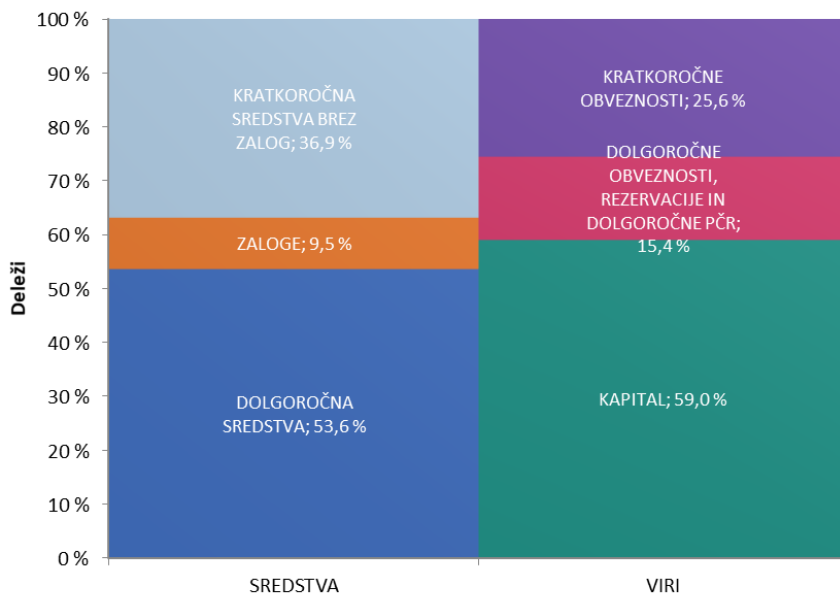 100 %
90 %
80 %
70 %
60 %
50 %
40 %
30 %
20 %
10 %
0 %
Deleži
KRATKOROČNA
SREDSTVA BREZ
ZALOG; 36,9 %
ZALOGE; 9,5 %
DOLGOROČNA
SREDSTVA; 53,6 %
KRATKOROČNE
OBVEZNOSTI; 25,6 %
DOLGOROČNE
OBVEZNOSTI,
REZERVACIJE IN
DOLGOROČNE PČR;
15,4 %
KAPITAL; 59,0 %
SREDSTVA
VIRI